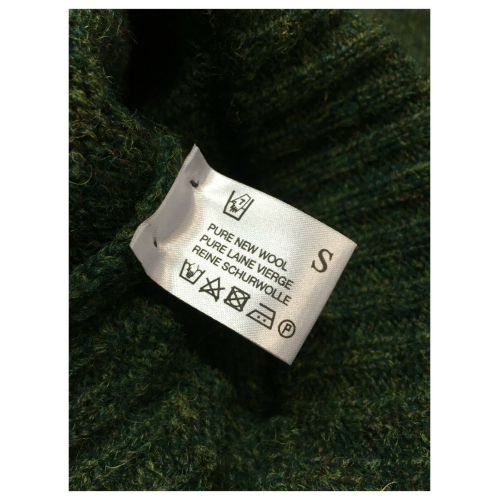 PURE NEW WOOL
PURE LAINE VIERGE
REINE SCHURWOLLE
S
P